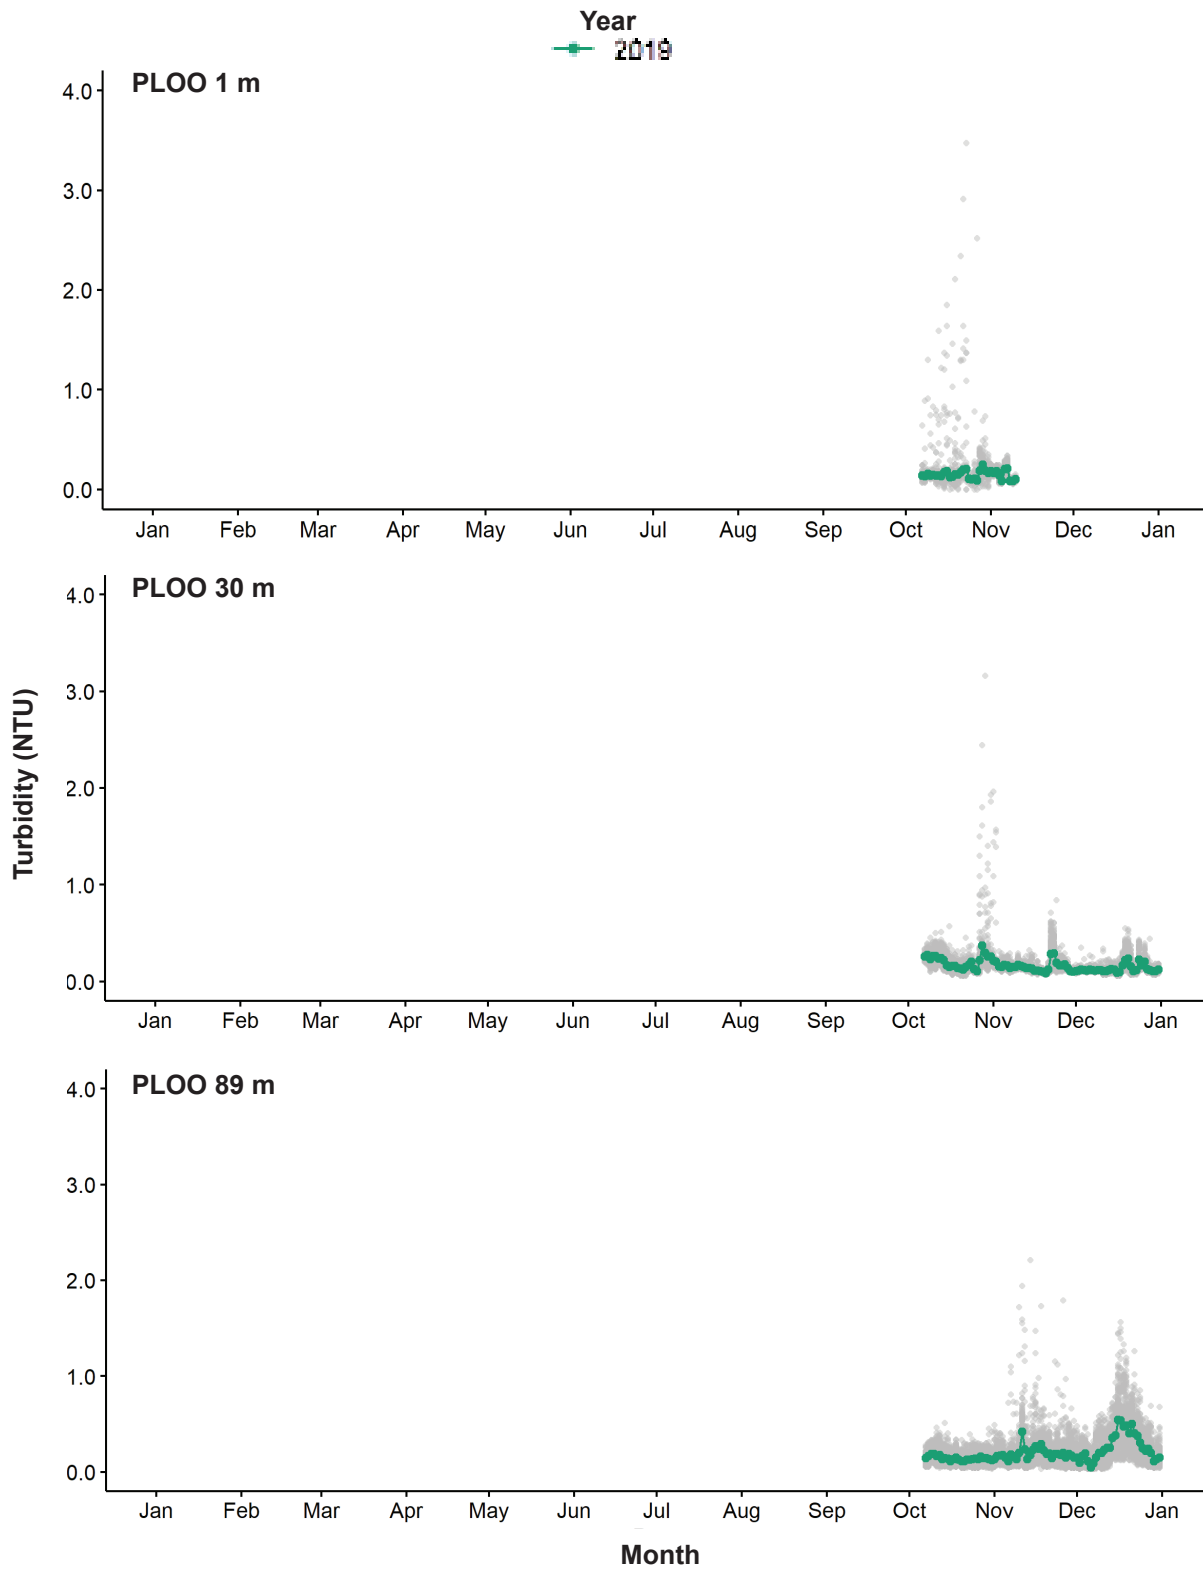 Year
2019
PLOO 1 m
4.0
3.0
2.0
1.0
0.0
Jan Feb Mar Apr May Jun Jul Aug Sep Oct Nov Dec Jan
PLOO 30 m
4.0
3.0
2.0
1.0
0.0
Jan Feb Mar Apr May Jun Jul Aug Sep Oct Nov Dec Jan
Turbidity (NTU)
PLOO 89 m
4.0
3.0
2.0
1.0
0.0
Jan Feb Mar Apr May Jun Jul Aug Sep Oct Nov Dec Jan
Month